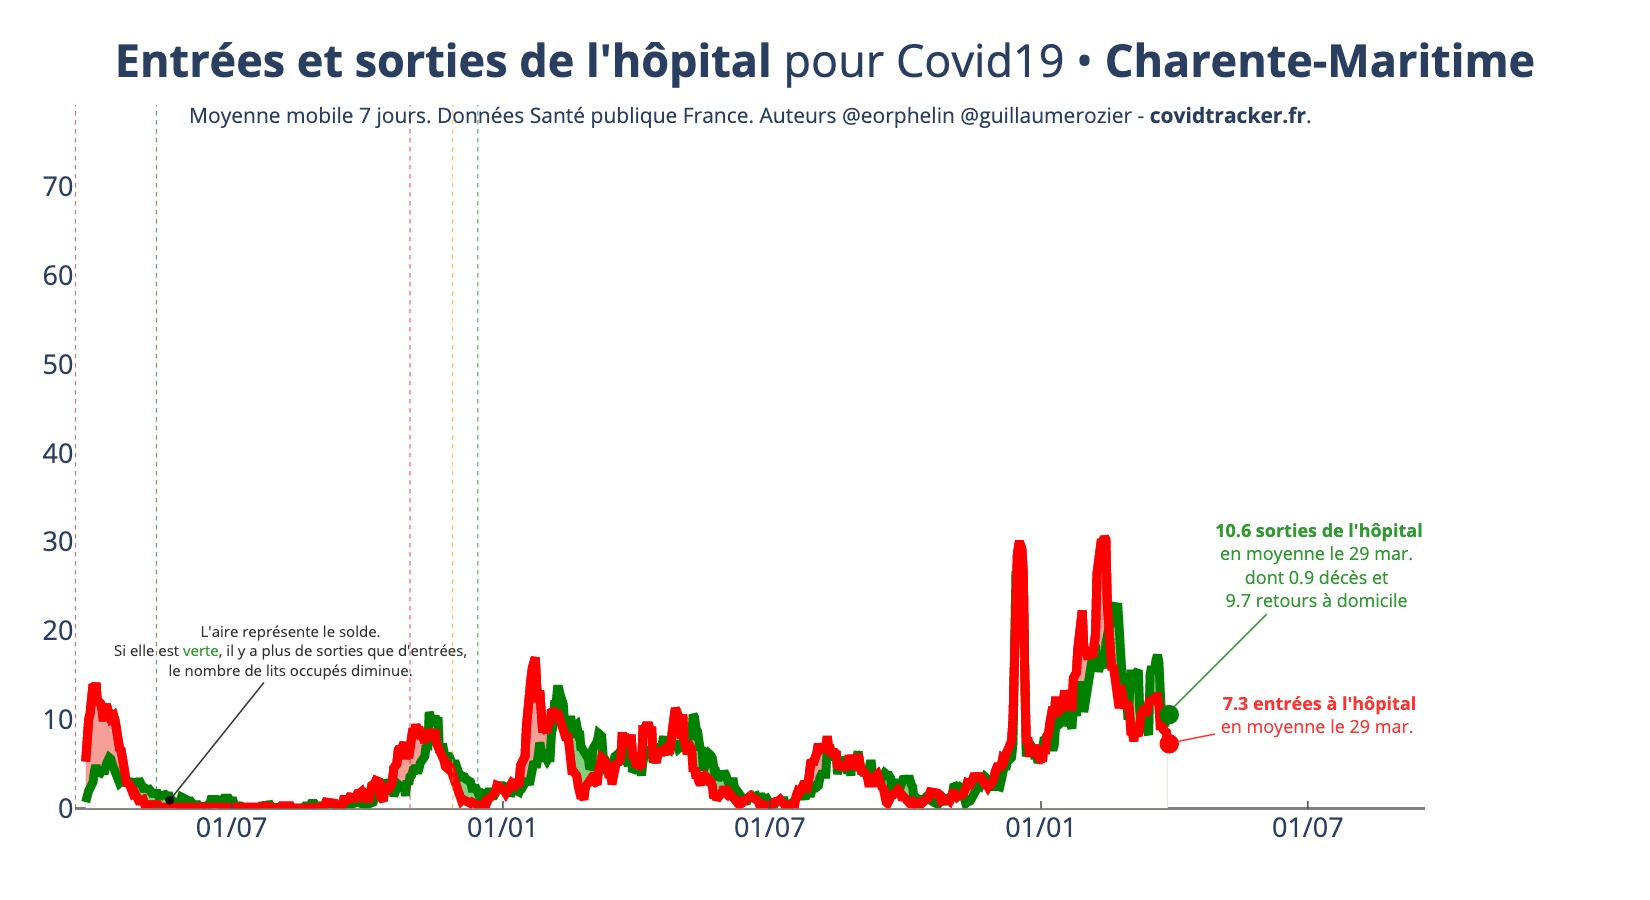 Entrées et sorties de l'hôpital pour Covid19 • Charente-Maritime
Moyenne mobile 7 jours. Données Santé publique France. Auteurs @eorphelin @guillaumerozier - covidtracker.fr.
70
60
50
40
30
20
10
0
L'aire représente le solde.
Si elle est verte, il y a plus de sorties que d'entrées,
le nombre de lits occupés diminue.
10.6 sorties de l'hôpital
en moyenne le 29 mar.
dont 0.9 décès et
9.7 retours à domicile
7.3 entrées à l'hôpital
en moyenne le 29 mar.
01/07
01/01
01/07
01/01
01/07